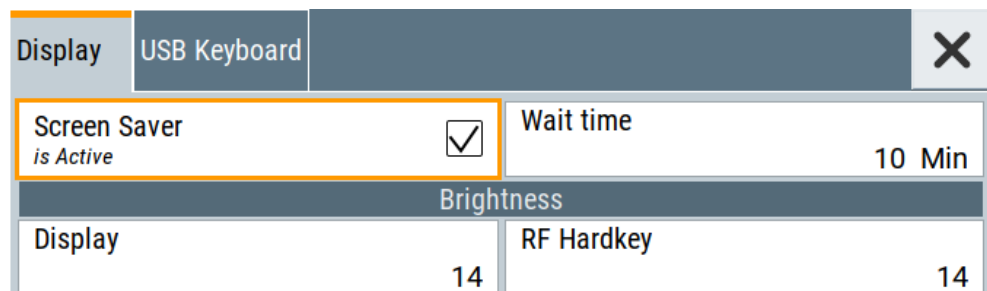 Display USB Keyboard
Screen Saver
is Active
Wait time
10 Min
Brightness
Display
14
RF Hardkey
14